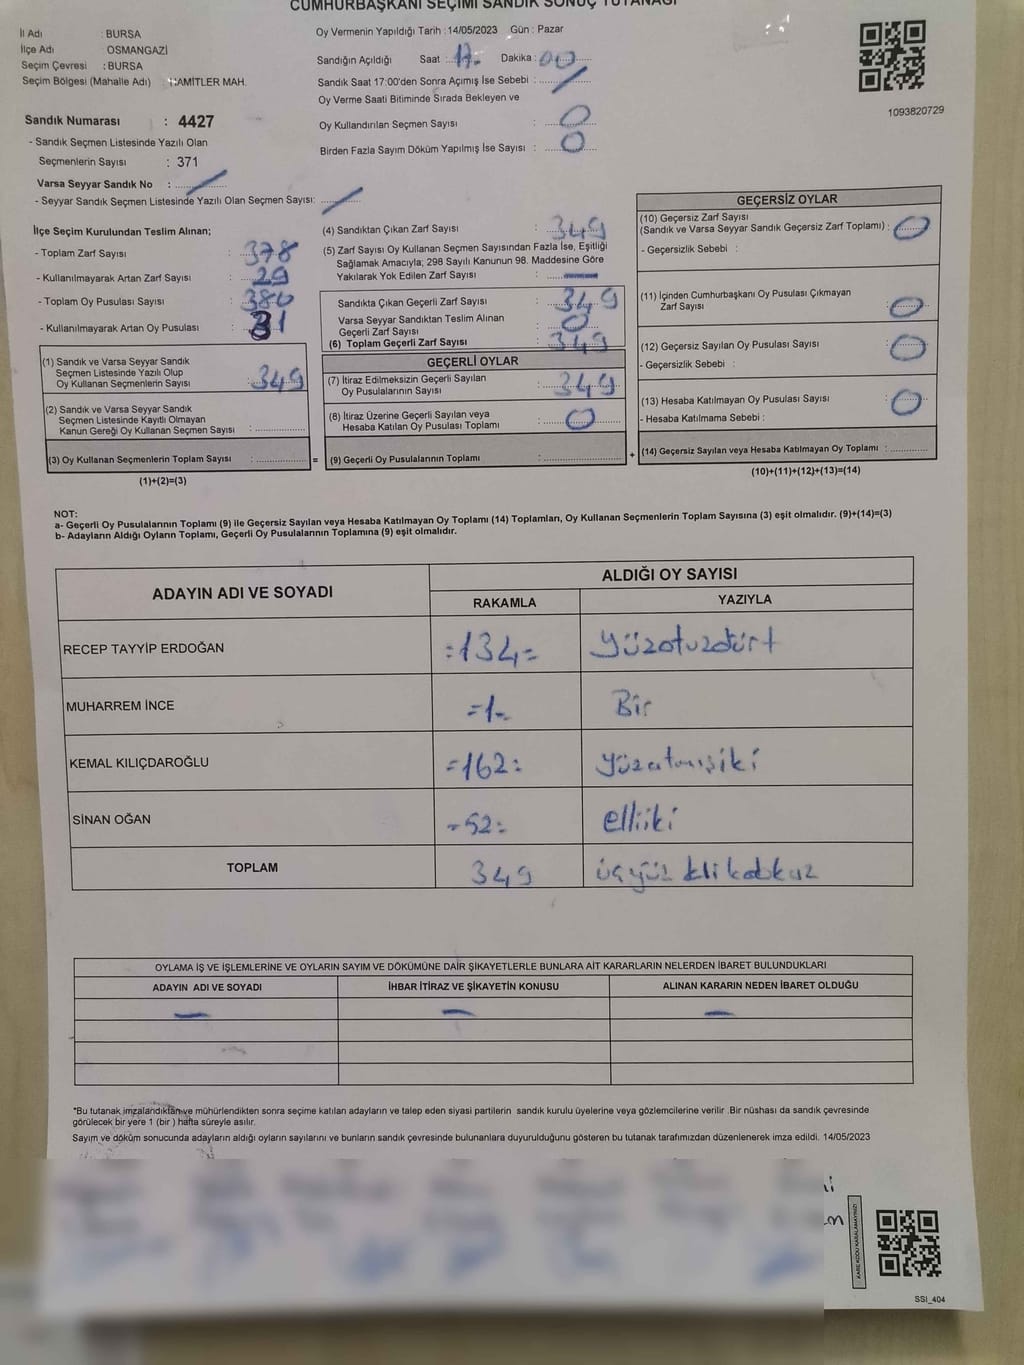 CUMHURBAŞKANI SEÇİMİ SANDIK SONUÇ TUTANAĞI
İl Adı : BURSA
İlçe Adı : OSMANGAZİ
Seçim Çevresi : BURSA
Seçim Bölgesi (Mahalle Adı) HAMİTLER MAH.
Sandık Numarası : 4427
- Sandık Seçmen Listesinde Yazılı Olan
Seçmenlerin Sayısı : 371
Varsa Seyyar Sandık No :
- Seyyar Sandık Seçmen Listesinde Yazılı Olan Seçmen Sayısı:
Oy Vermenin Yapıldığı Tarih : 14/05/2023 Gün : Pazar
Sandığın Açıldığı Saat : 17 Dakika : 00
Sandık Saat 17:00'den Sonra Açımış İse Sebebi :
Oy Verme Saati Bitiminde Sırada Bekleyen ve
Oy Kullandırılan Seçmen Sayısı : 0
Birden Fazla Sayım Döküm Yapılmış İse Sayısı : 0
1093820729
İlçe Seçim Kurulundan Teslim Alınan;
- Toplam Zarf Sayısı : 378
- Kullanılmayarak Artan Zarf Sayısı : 29
- Toplam Oy Pusulası Sayısı : 380
- Kullanılmayarak Artan Oy Pusulası : 31
(1) Sandık ve Varsa Seyyar Sandık
Seçmen Listesinde Yazılı Olup
Oy Kullanan Seçmenlerin Sayısı : 349
(2) Sandık ve Varsa Seyyar Sandık
Seçmen Listesinde Kayıtlı Olmayan
Kanun Gereği Oy Kullanan Seçmen Sayısı :
(3) Oy Kullanan Seçmenlerin Toplam Sayısı :
(1)+(2)=(3)
(4) Sandıktan Çıkan Zarf Sayısı : 349
(5) Zarf Sayısı Oy Kullanan Seçmen Sayısından Fazla İse, Eşitliği
Sağlamak Amacıyla; 298 Sayılı Kanunun 98. Maddesine Göre
Yakılarak Yok Edilen Zarf Sayısı : —
Sandıkta Çıkan Geçerli Zarf Sayısı : 349
Varsa Seyyar Sandıktan Teslim Alınan
Geçerli Zarf Sayısı : 0
(6) Toplam Geçerli Zarf Sayısı : 349
GEÇERLİ OYLAR
(7) İtiraz Edilmeksizin Geçerli Sayılan
Oy Pusulalarının Sayısı : 349
(8) İtiraz Üzerine Geçerli Sayılan veya
Hesaba Katılan Oy Pusulası Toplamı : 0
= (9) Geçerli Oy Pusulalarının Toplamı :
+
GEÇERSİZ OYLAR
(10) Geçersiz Zarf Sayısı
(Sandık ve Varsa Seyyar Sandık Geçersiz Zarf Toplamı) : 0
- Geçersizlik Sebebi :
(11) İçinden Cumhurbaşkanı Oy Pusulası Çıkmayan
Zarf Sayısı 0
(12) Geçersiz Sayılan Oy Pusulası Sayısı : 0
- Geçersizlik Sebebi :
(13) Hesaba Katılmayan Oy Pusulası Sayısı : 0
- Hesaba Katılmama Sebebi :
(14) Geçersiz Sayılan veya Hesaba Katılmayan Oy Toplamı :
(10)+(11)+(12)+(13)=(14)
NOT:
a- Geçerli Oy Pusulalarının Toplamı (9) ile Geçersiz Sayılan veya Hesaba Katılmayan Oy Toplamı (14) Toplamları, Oy Kullanan Seçmenlerin Toplam Sayısına (3) eşit olmalıdır. (9)+(14)=(3)
b- Adayların Aldığı Oyların Toplamı, Geçerli Oy Pusulalarının Toplamına (9) eşit olmalıdır.
ADAYIN ADI VE SOYADI ALDIĞI OY SAYISI
RAKAMLA YAZIYLA
RECEP TAYYİP ERDOĞAN =134= Yüzotuzdört
MUHARREM İNCE =1= Bir
KEMAL KILIÇDAROĞLU =162= Yüzatmışiki
SİNAN OĞAN =52= elliiki
TOPLAM 349 üçyüz
OYLAMA İŞ VE İŞLEMLERİNE VE OYLARIN SAYIM VE DÖKÜMÜNE DAİR ŞİKAYETLERLE BUNLARA AİT KARARLARIN NELERDEN İBARET BULUNDUKLARI
ADAYIN ADI VE SOYADI İHBAR İTİRAZ VE ŞİKAYETİN KONUSU ALINAN KARARIN NEDEN İBARET OLDUĞU
— — —
*Bu tutanak imzalandıktan ve mühürlendikten sonra seçime katılan adayların ve talep eden siyasi partilerin sandık kurulu üyelerine veya gözlemcilerine verilir .Bir nüshası da sandık çevresinde
görülecek bir yere 1 (bir ) hafta süreyle asılır.
Sayım ve döküm sonucunda adayların aldığı oyların sayılarını ve bunların sandık çevresinde bulunanlara duyurulduğunu gösteren bu tutanak tarafımızdan düzenlenerek imza edildi. 14/05/2023
KARE KODU KARALAMAYINIZ!
SSI_404